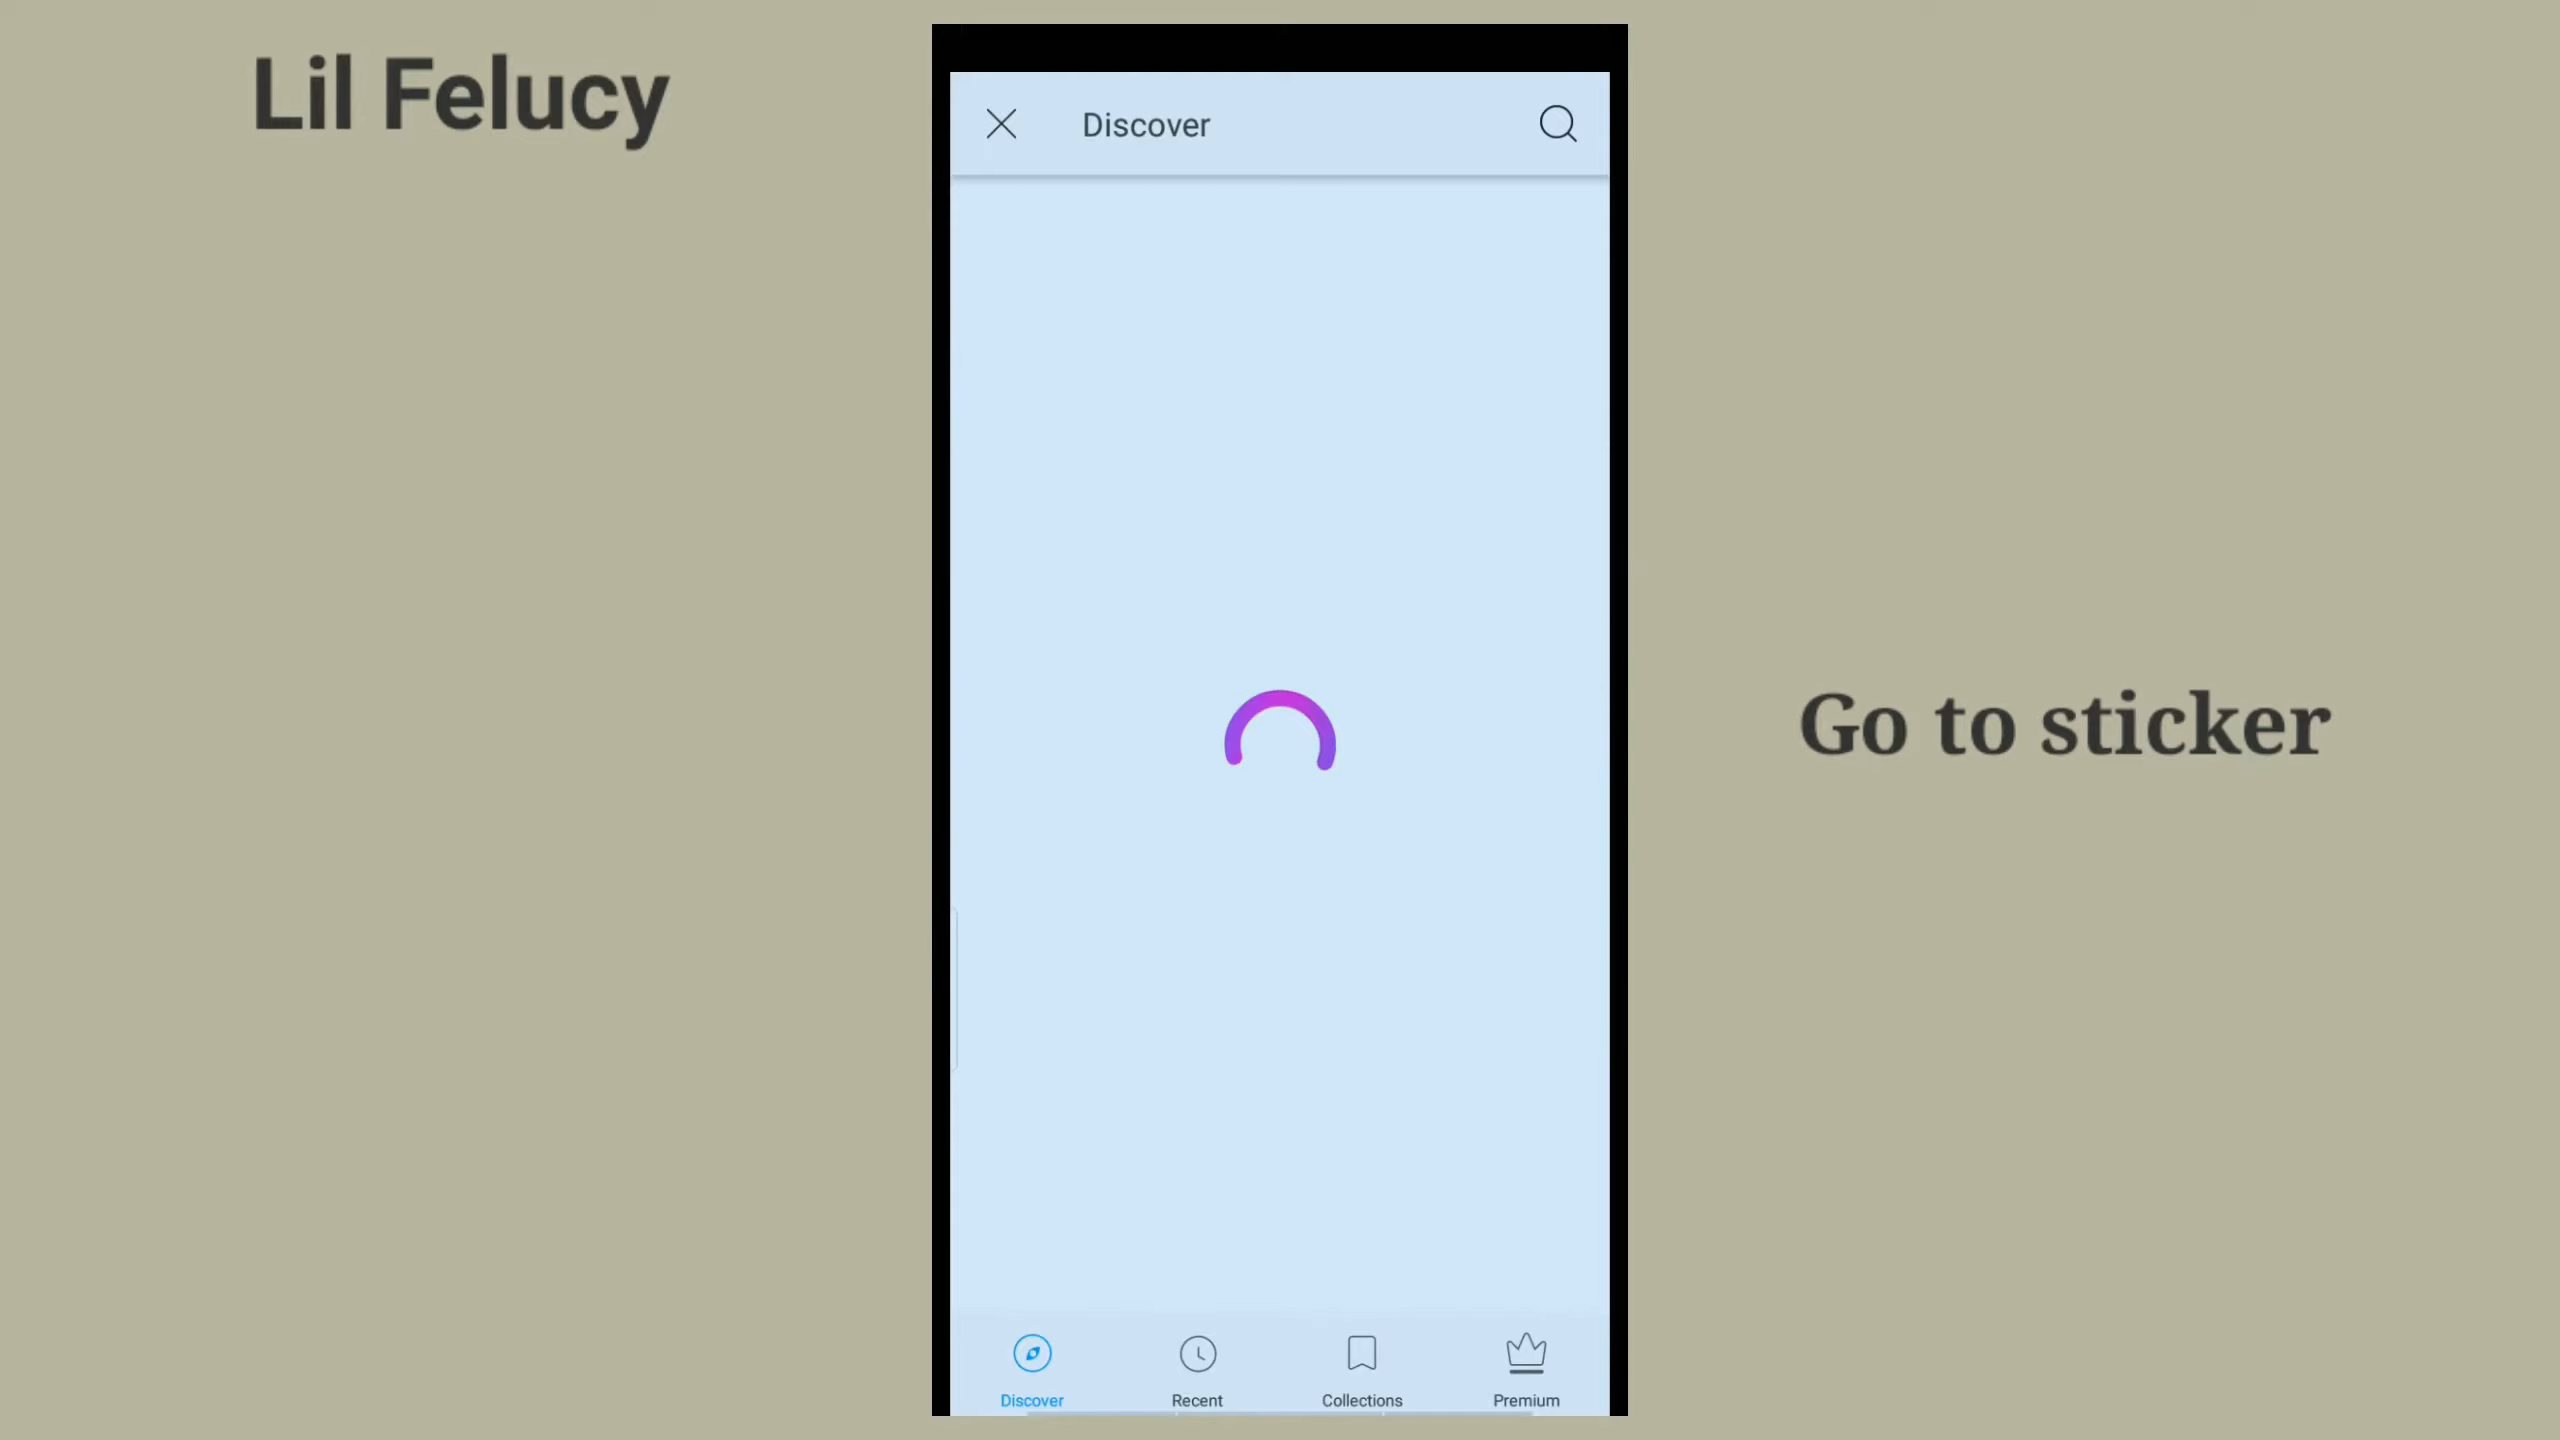 Lil Felucy
Discover
Go to sticker
Discover
Recent
Collections
Premium